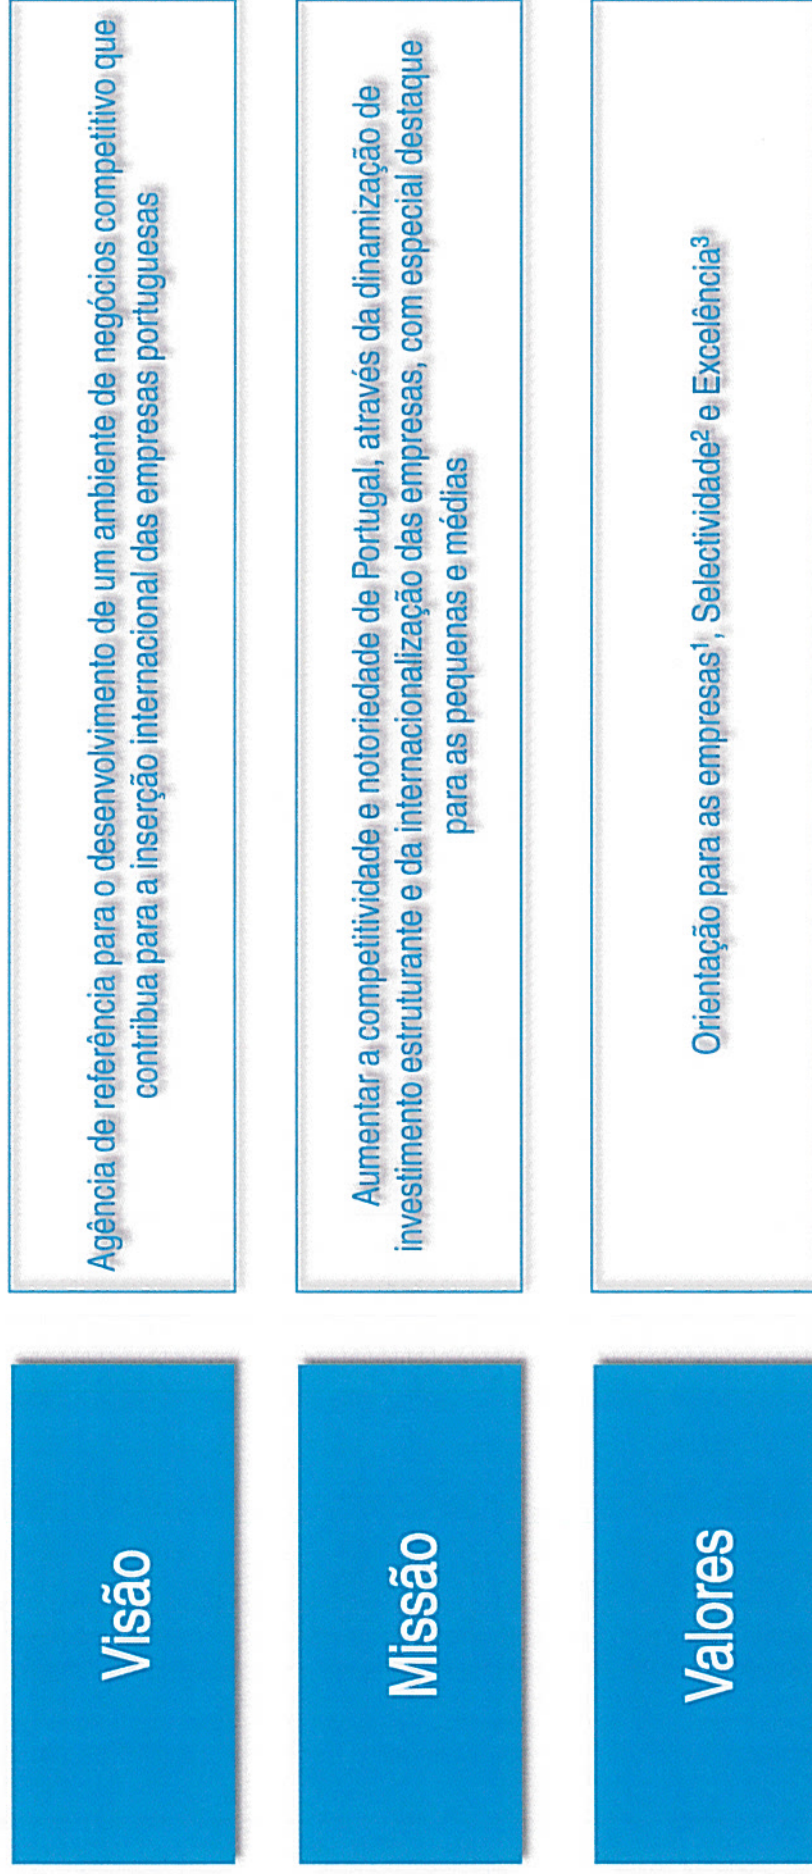 Visão
Agência de referência para o desenvolvimento de um ambiente de negócios competitivo que
contribua para a inserção internacional das empresas portuguesas
Missão
Aumentar a competitividade e notoriedade de Portugal, através da dinamização de
investimento estruturante e da internacionalização das empresas, com especial destaque
para as pequenas e médias
Valores
Orientação para as empresas¹, Selectividade² e Excelência³